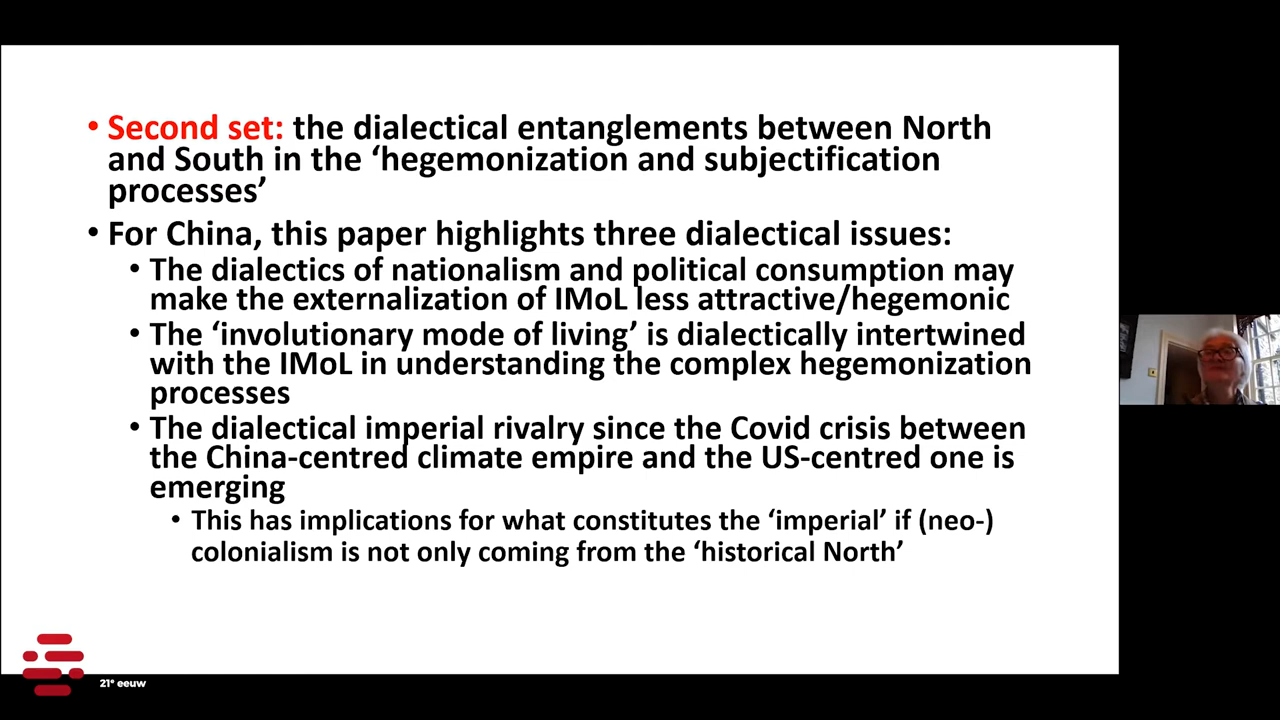 • Second set: the dialectical entanglements between North
and South in the ‘hegemonization and subjectification
processes’
• For China, this paper highlights three dialectical issues:
• The dialectics of nationalism and political consumption may
make the externalization of IMoL less attractive/hegemonic
• The ‘involutionary mode of living’ is dialectically intertwined
with the IMoL in understanding the complex hegemonization
processes
• The dialectical imperial rivalry since the Covid crisis between
the China-centred climate empire and the US-centred one is
emerging
• This has implications for what constitutes the ‘imperial’ if (neo-)
colonialism is not only coming from the ‘historical North’
21e eeuw